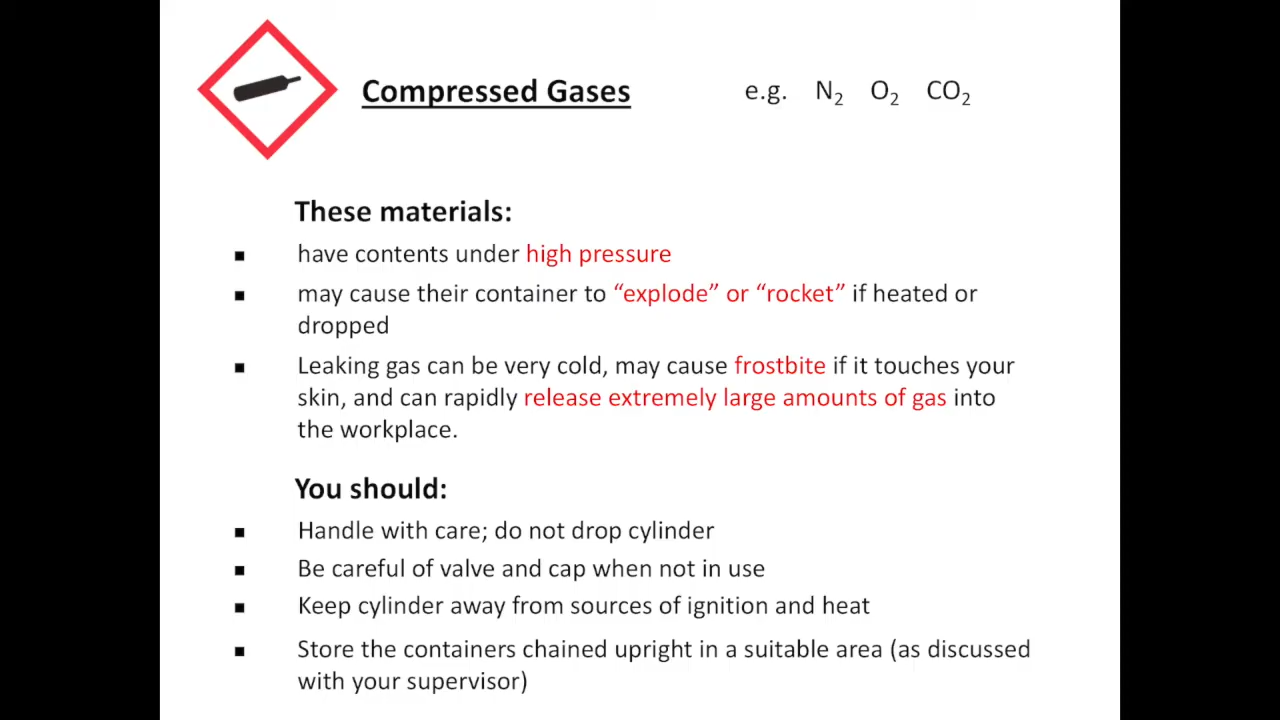 Compressed Gases e.g. N₂ O₂ CO₂
These materials:
▪ have contents under high pressure
▪ may cause their container to “explode” or “rocket” if heated or
dropped
▪ Leaking gas can be very cold, may cause frostbite if it touches your
skin, and can rapidly release extremely large amounts of gas into
the workplace.
You should:
▪ Handle with care; do not drop cylinder
▪ Be careful of valve and cap when not in use
▪ Keep cylinder away from sources of ignition and heat
▪ Store the containers chained upright in a suitable area (as discussed
with your supervisor)